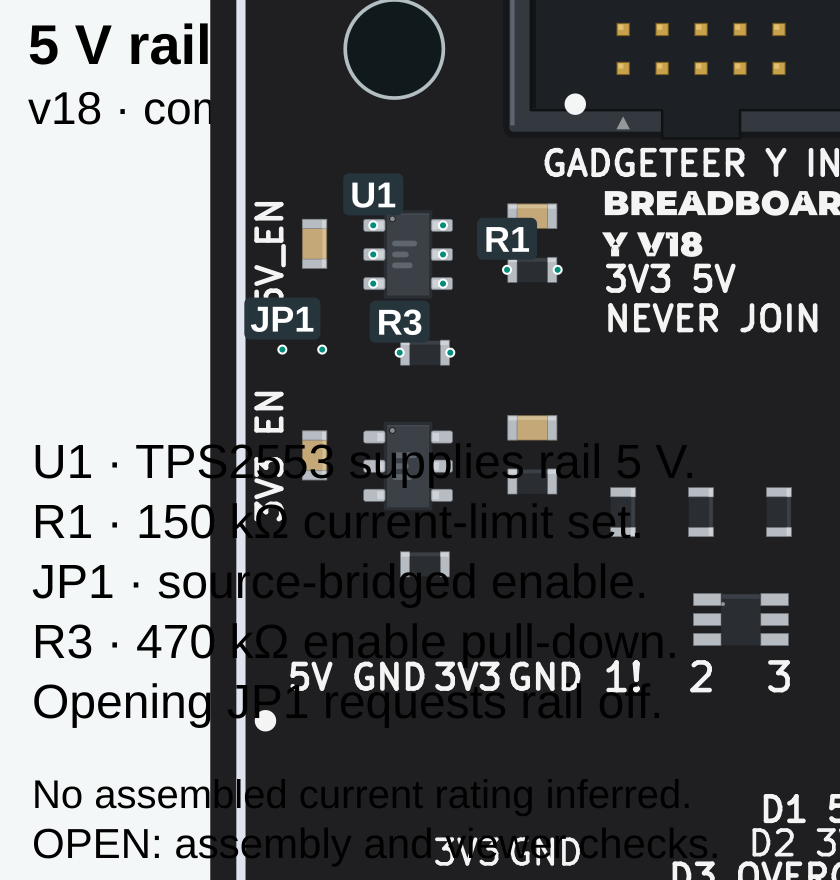 5 V rail
v18 · con
GADGETEER Y IN
U1
BREADBOAR
5V_EN
R1
Y V18
3V3 5V
JP1
R3
NEVER JOIN
3V3 EN
U1 · TPS2553 supplies rail 5 V.
R1 · 150 kΩ current-limit set.
JP1 · source-bridged enable.
R3 · 470 kΩ enable pull-down.
5V GND 3V3 GND 1! 2 3
Opening JP1 requests rail off.
No assembled current rating inferred.
D1 5
OPEN: assembly and viewer checks.
3V3 GND
D2 3
D3 OVERC